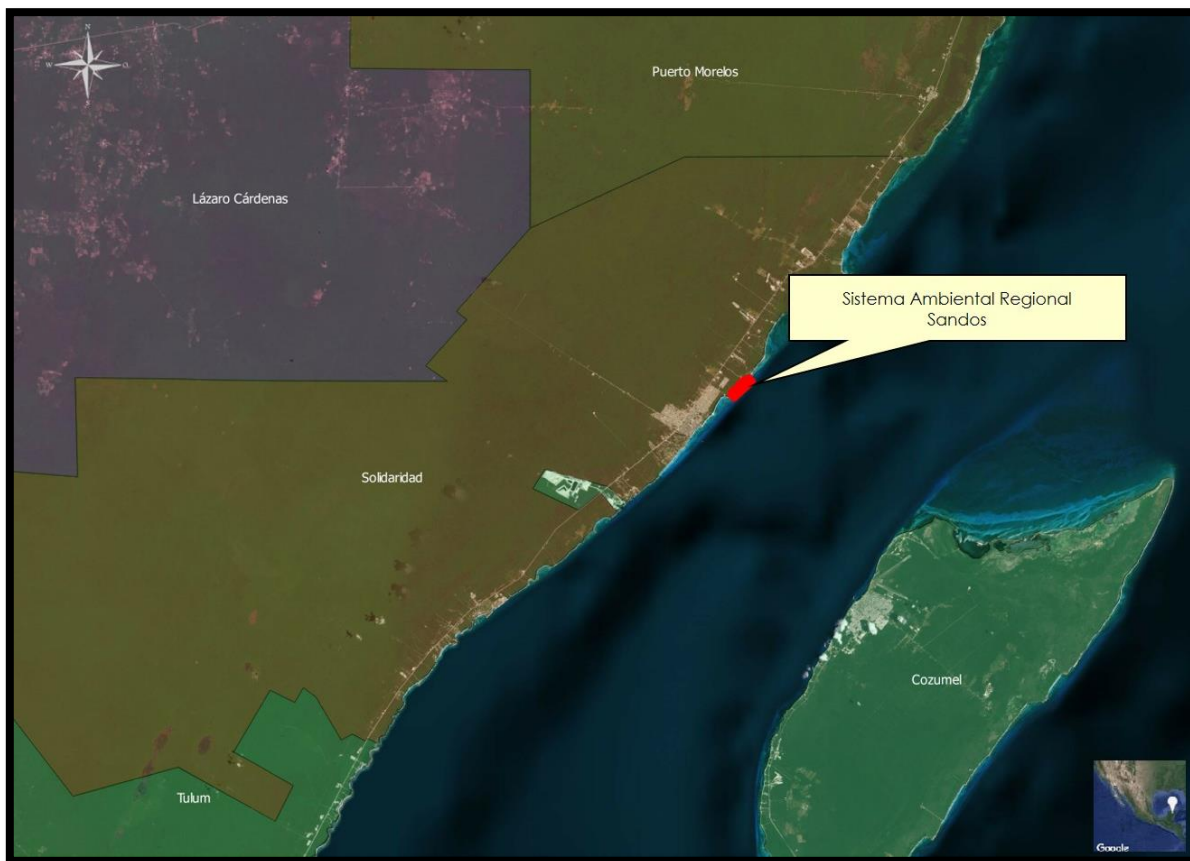 N
Puerto Morelos
Lázaro Cárdenas
Sistema Ambiental Regional
Sandos
Solidaridad
Cozumel
Tulum
Google